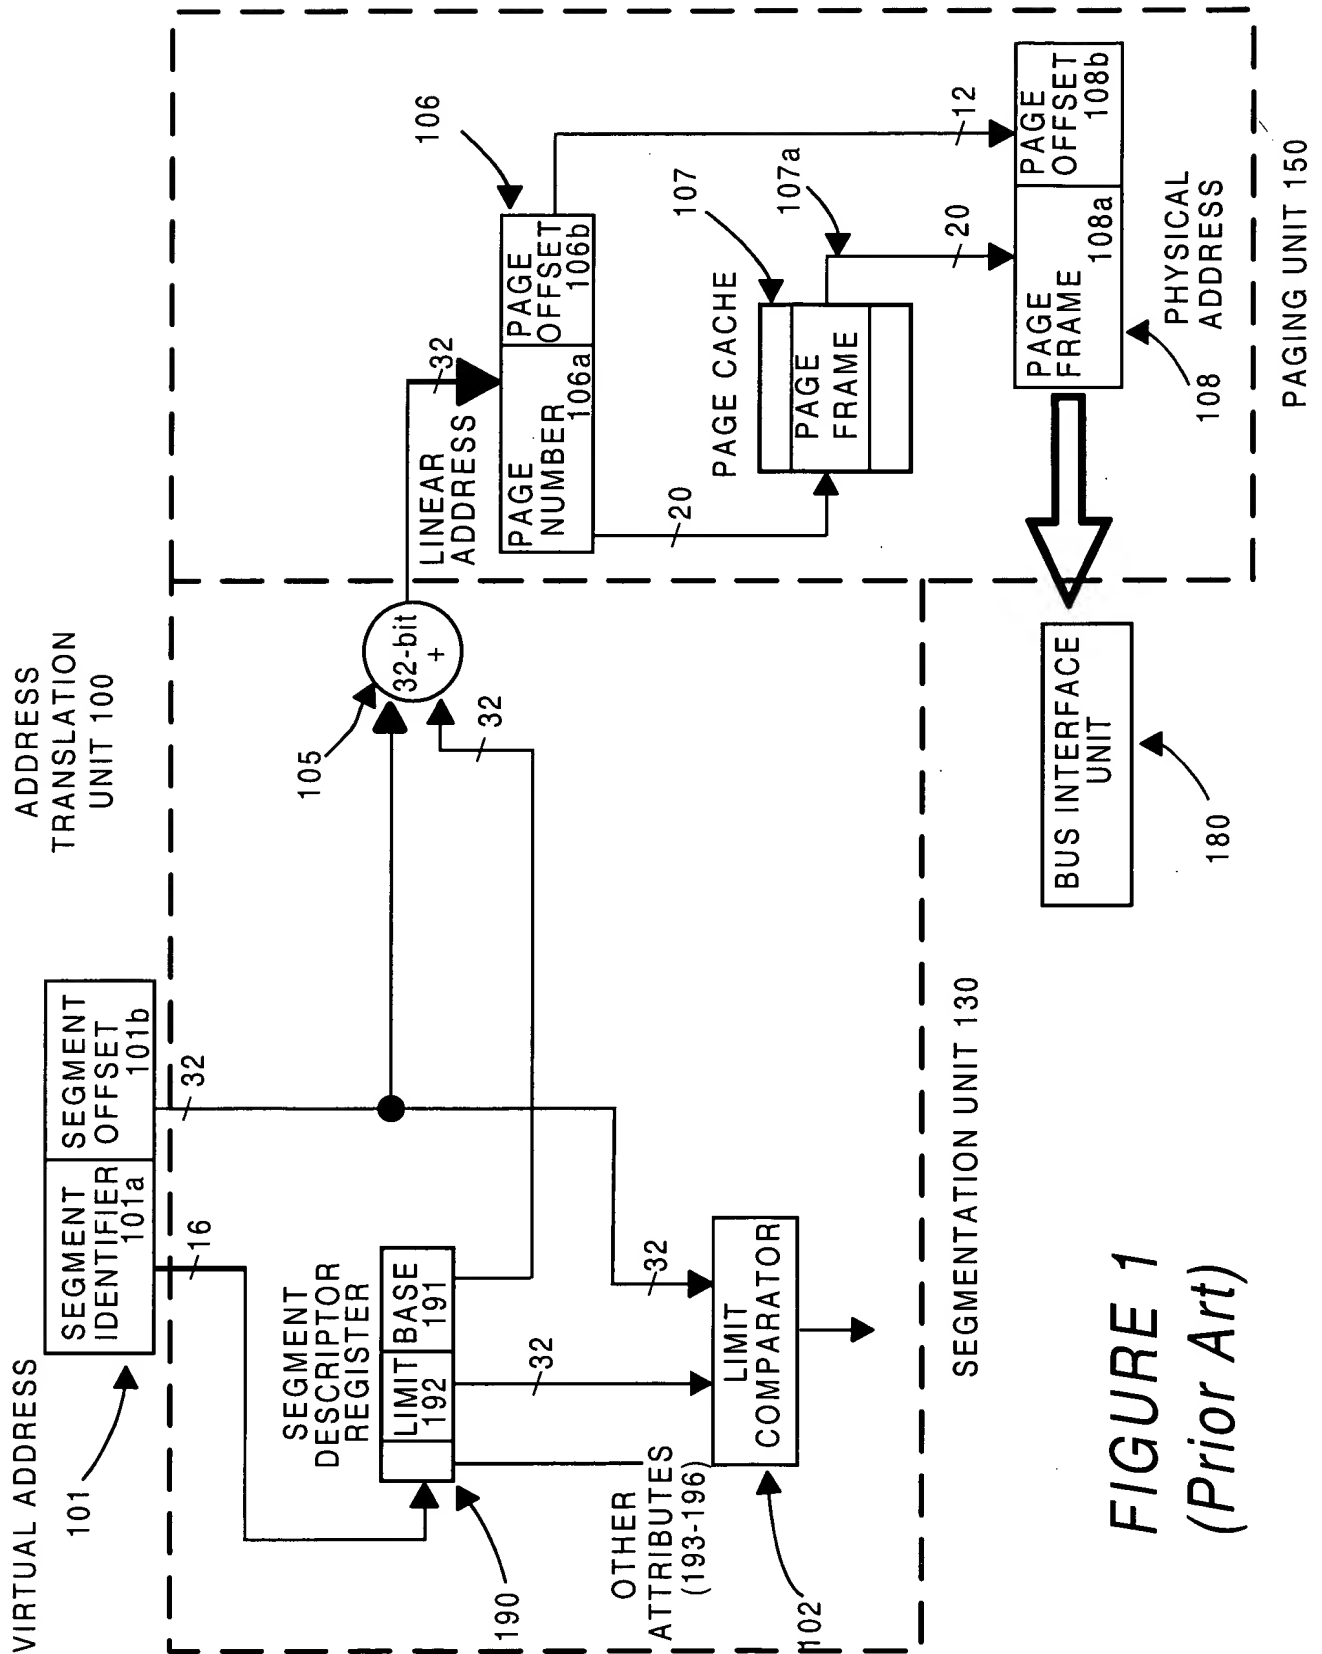 VIRTUAL ADDRESS
101
SEGMENT
IDENTIFIER
101a
SEGMENT
OFFSET
101b
ADDRESS
TRANSLATION
UNIT 100
16
32
SEGMENT
DESCRIPTOR
REGISTER
LIMIT
192
BASE
191
190
105
32-bit
+
32
32
32
OTHER
ATTRIBUTES
(193-196)
LIMIT
COMPARATOR
102
SEGMENTATION UNIT 130
LINEAR
ADDRESS
32
106
PAGE
NUMBER
106a
PAGE
OFFSET
106b
20
PAGE CACHE
107
PAGE
FRAME
107a
20
12
PAGE
FRAME
108a
PAGE
OFFSET
108b
108
PHYSICAL
ADDRESS
PAGING UNIT 150
BUS INTERFACE
UNIT
180
FIGURE 1
(Prior Art)